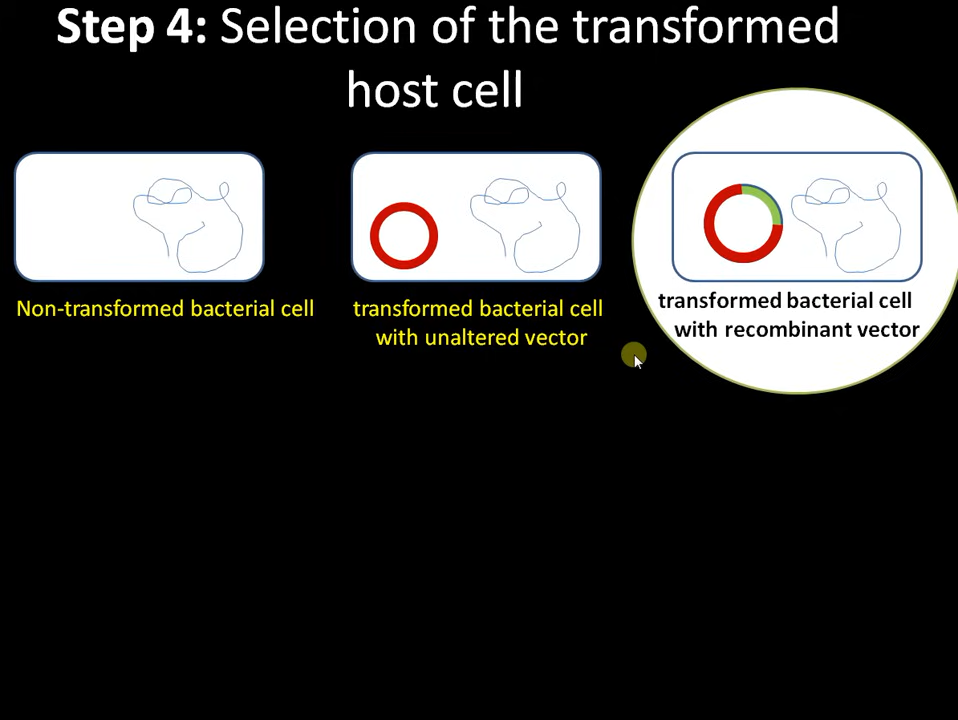 Step 4: Selection of the transformed
host cell
Non-transformed bacterial cell
transformed bacterial cell
with unaltered vector
transformed bacterial cell
with recombinant vector